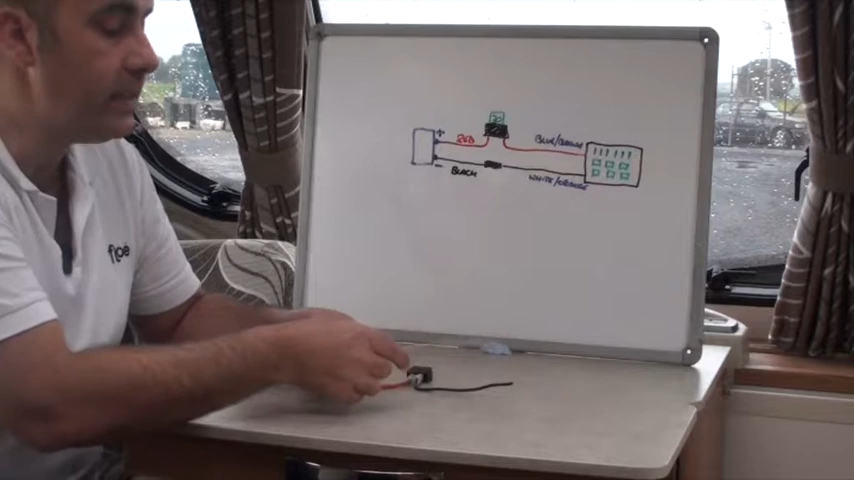 +
RED
BLUE/BROWN
-
BLACK
WHITE/ORANGE
floe